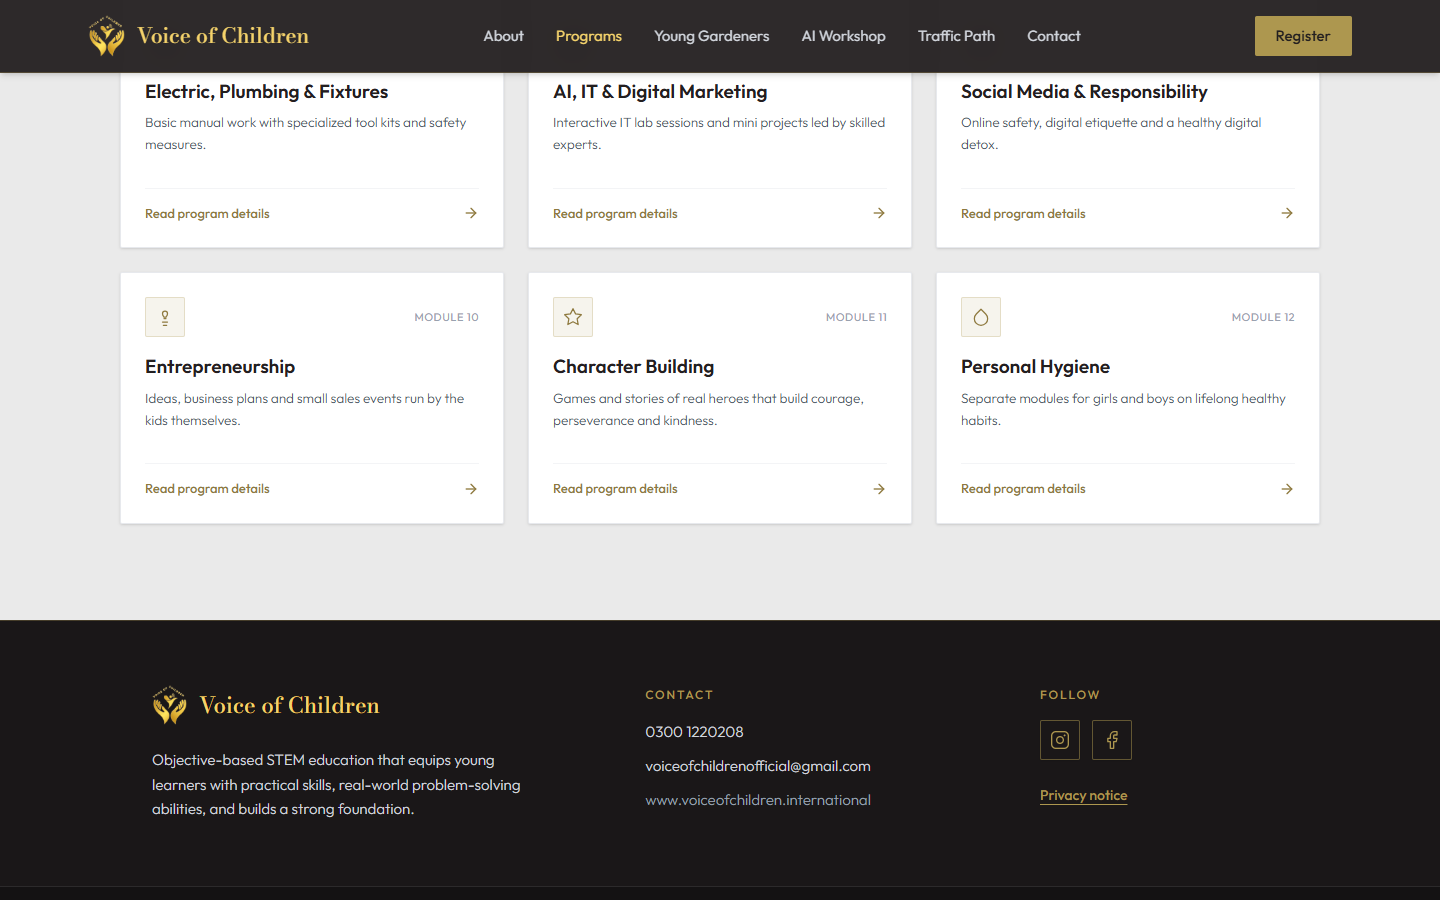 Voice of Children
About
Programs
Young Gardeners
AI Workshop
Traffic Path
Contact
Register
Electric, Plumbing & Fixtures
Basic manual work with specialized tool kits and safety
measures.
Read program details
AI, IT & Digital Marketing
Interactive IT lab sessions and mini projects led by skilled
experts.
Read program details
Social Media & Responsibility
Online safety, digital etiquette and a healthy digital
detox.
Read program details
MODULE 10
Entrepreneurship
Ideas, business plans and small sales events run by the
kids themselves.
Read program details
MODULE 11
Character Building
Games and stories of real heroes that build courage,
perseverance and kindness.
Read program details
MODULE 12
Personal Hygiene
Separate modules for girls and boys on lifelong healthy
habits.
Read program details
VOICE OF CHILDREN
Voice of Children
Objective-based STEM education that equips young
learners with practical skills, real-world problem-solving
abilities, and builds a strong foundation.
CONTACT
0300 1220208
voiceofchildrenofficial@gmail.com
www.voiceofchildren.international
FOLLOW
Privacy notice